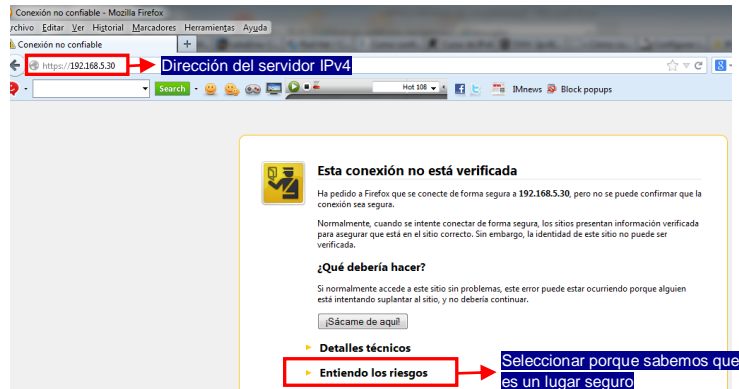 Conexión no confiable - Mozilla Firefox
rchivo Editar Ver Historial Marcadores Herramientas Ayuda
Conexión no confiable +
https://192.168.5.30 Dirección del servidor IPv4
Search Hot 108 IMnews Block popups
Esta conexión no está verificada
Ha pedido a Firefox que se conecte de forma segura a 192.168.5.30, pero no se puede confirmar que la
conexión sea segura.
Normalmente, cuando se intente conectar de forma segura, los sitios presentan información verificada
para asegurar que está en el sitio correcto. Sin embargo, la identidad de este sitio no puede ser
verificada.
¿Qué debería hacer?
Si normalmente accede a este sitio sin problemas, este error puede estar ocurriendo porque alguien
está intentando suplantar al sitio, y no debería continuar.
¡Sácame de aquí!
Detalles técnicos
Entiendo los riesgos
Seleccionar porque sabemos que
es un lugar seguro